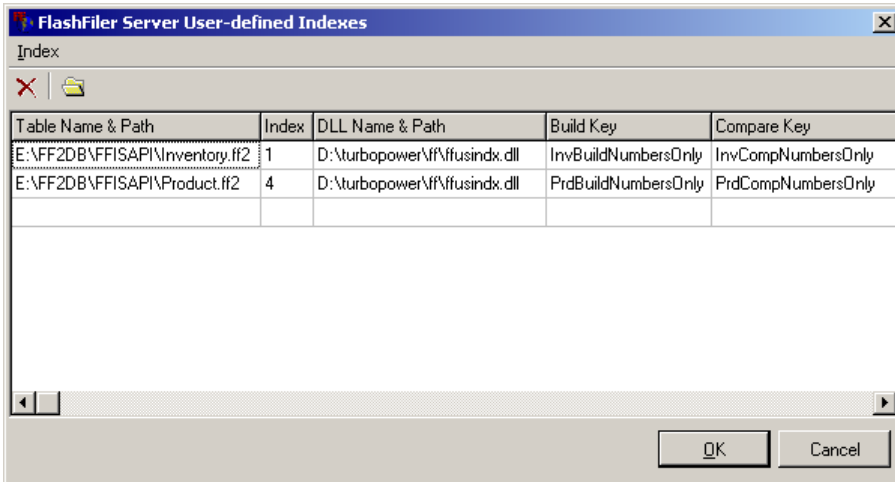 FlashFiler Server User-defined Indexes
Index
Table Name & Path Index DLL Name & Path Build Key Compare Key
E:\FF2DB\FFISAPI\Inventory.ff2 1 D:\turbopower\ff\ffusindx.dll InvBuildNumbersOnly InvCompNumbersOnly
E:\FF2DB\FFISAPI\Product.ff2 4 D:\turbopower\ff\ffusindx.dll PrdBuildNumbersOnly PrdCompNumbersOnly
OK Cancel